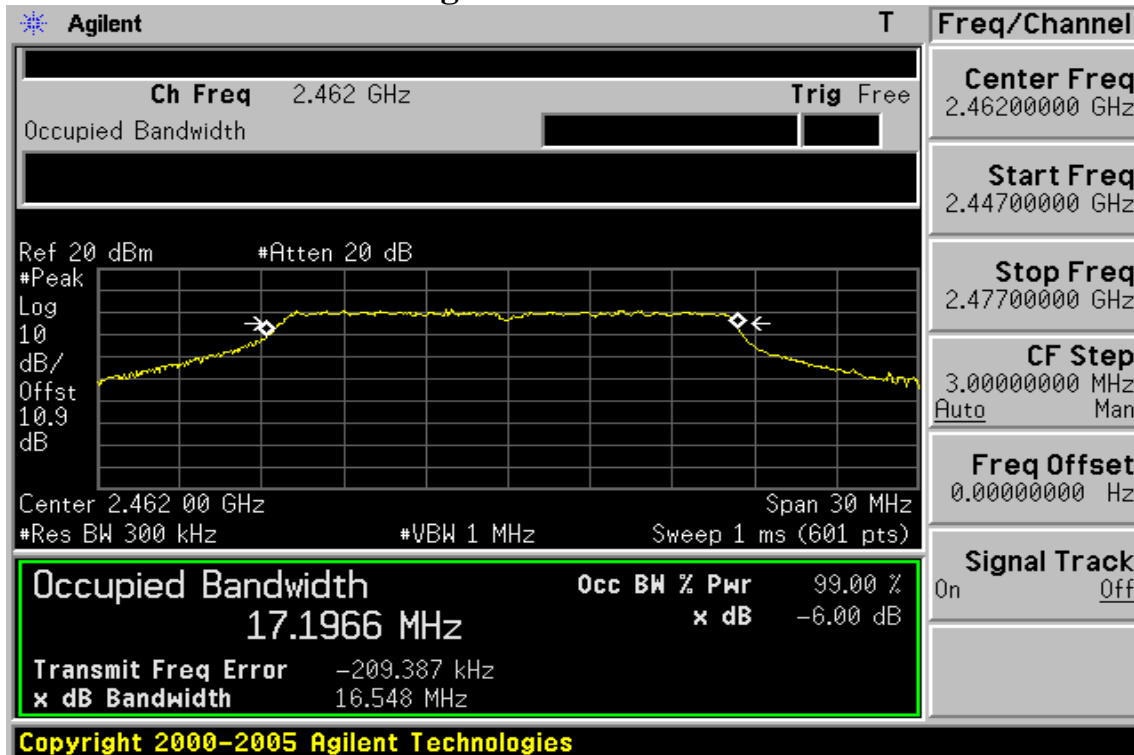 Agilent T Freq/Channel
Ch Freq 2.462 GHz Trig Free
Occupied Bandwidth
Center Freq
2.46200000 GHz
Start Freq
2.44700000 GHz
Stop Freq
2.47700000 GHz
CF Step
3.00000000 MHz
Auto Man
Freq Offset
0.00000000 Hz
Signal Track
On Off
Ref 20 dBm #Atten 20 dB
#Peak
Log
10
dB/
Offst
10.9
dB
Center 2.462 00 GHz Span 30 MHz
#Res BW 300 kHz #VBW 1 MHz Sweep 1 ms (601 pts)
Occupied Bandwidth Occ BW % Pwr 99.00 %
17.1966 MHz x dB -6.00 dB
Transmit Freq Error -209.387 kHz
x dB Bandwidth 16.548 MHz
Copyright 2000-2005 Agilent Technologies